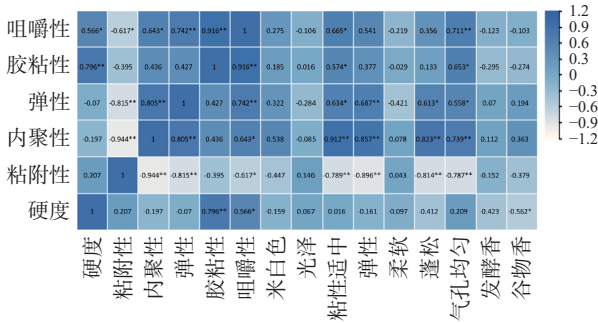 咀嚼性 0.566* -0.617* 0.643* 0.742** 0.916** 1 0.275 -0.106 0.665* 0.541 -0.219 0.356 0.711** -0.123 -0.103
胶粘性 0.796** -0.395 0.436 0.427 1 0.916** 0.185 0.016 0.574* 0.377 -0.029 0.133 0.653* -0.295 -0.274
弹性 -0.07 -0.815** 0.805** 1 0.427 0.742** 0.322 -0.284 0.634* 0.687** -0.421 0.613* 0.558* 0.07 0.194
内聚性 -0.197 -0.944** 1 0.805** 0.436 0.643* 0.538 -0.085 0.912** 0.857** 0.078 0.823** 0.739** 0.112 0.363
粘附性 0.207 1 -0.944** -0.815** -0.395 -0.617* -0.447 0.146 -0.789** -0.896** 0.043 -0.814** -0.787** -0.152 -0.379
硬度 1 0.207 -0.197 -0.07 0.796** 0.566* -0.159 0.067 0.016 -0.161 -0.097 -0.412 0.209 -0.423 -0.562*
硬度
粘附性
内聚性
弹性
胶粘性
咀嚼性
米白色
光泽
粘性适中
弹性
柔软
蓬松
气孔均匀
发酵香
谷物香
1.2
0.9
0.6
0.3
0
−0.3
−0.6
−0.9
−1.2